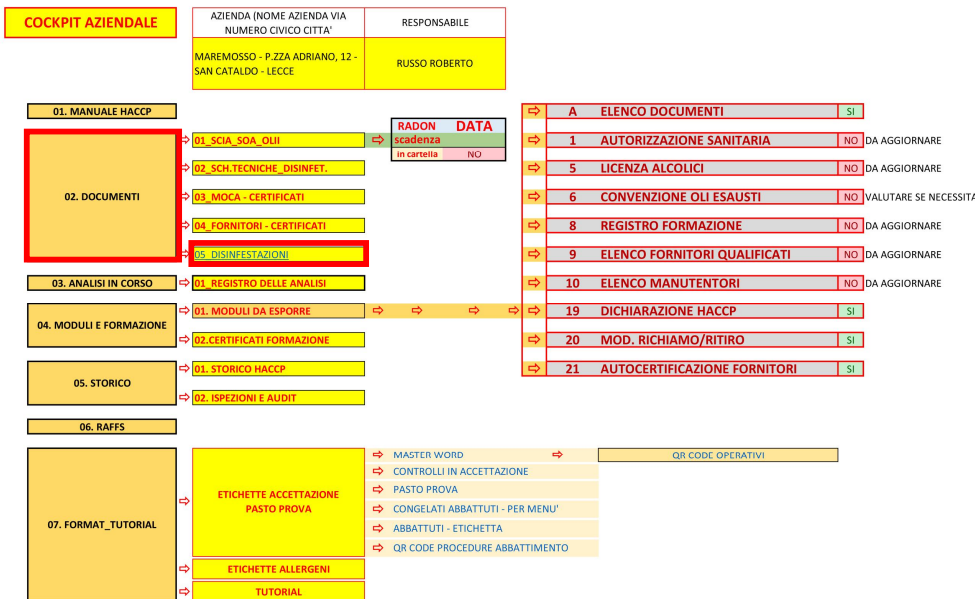 COCKPIT AZIENDALE
AZIENDA (NOME AZIENDA VIA
NUMERO CIVICO CITTA'
RESPONSABILE
MAREMOSSO - P.ZZA ADRIANO, 12 -
SAN CATALDO - LECCE
RUSSO ROBERTO
01. MANUALE HACCP
A ELENCO DOCUMENTI SI
RADON DATA
02. DOCUMENTI
01_SCIA_SOA_OLII
scadenza
1 AUTORIZZAZIONE SANITARIA NO DA AGGIORNARE
in cartella NO
02_SCH.TECNICHE_DISINFET.
5 LICENZA ALCOLICI NO DA AGGIORNARE
03_MOCA - CERTIFICATI
6 CONVENZIONE OLI ESAUSTI NO VALUTARE SE NECESSITA
04_FORNITORI - CERTIFICATI
8 REGISTRO FORMAZIONE NO DA AGGIORNARE
05_DISINFESTAZIONI
9 ELENCO FORNITORI QUALIFICATI NO DA AGGIORNARE
03. ANALISI IN CORSO
01_REGISTRO DELLE ANALISI
10 ELENCO MANUTENTORI NO DA AGGIORNARE
04. MODULI E FORMAZIONE
01. MODULI DA ESPORRE
19 DICHIARAZIONE HACCP SI
02.CERTIFICATI FORMAZIONE
20 MOD. RICHIAMO/RITIRO SI
05. STORICO
01. STORICO HACCP
21 AUTOCERTIFICAZIONE FORNITORI SI
02. ISPEZIONI E AUDIT
06. RAFFS
07. FORMAT_TUTORIAL
ETICHETTE ACCETTAZIONE
PASTO PROVA
MASTER WORD
QR CODE OPERATIVI
CONTROLLI IN ACCETTAZIONE
PASTO PROVA
CONGELATI ABBATTUTI - PER MENU'
ABBATTUTI - ETICHETTA
QR CODE PROCEDURE ABBATTIMENTO
ETICHETTE ALLERGENI
TUTORIAL